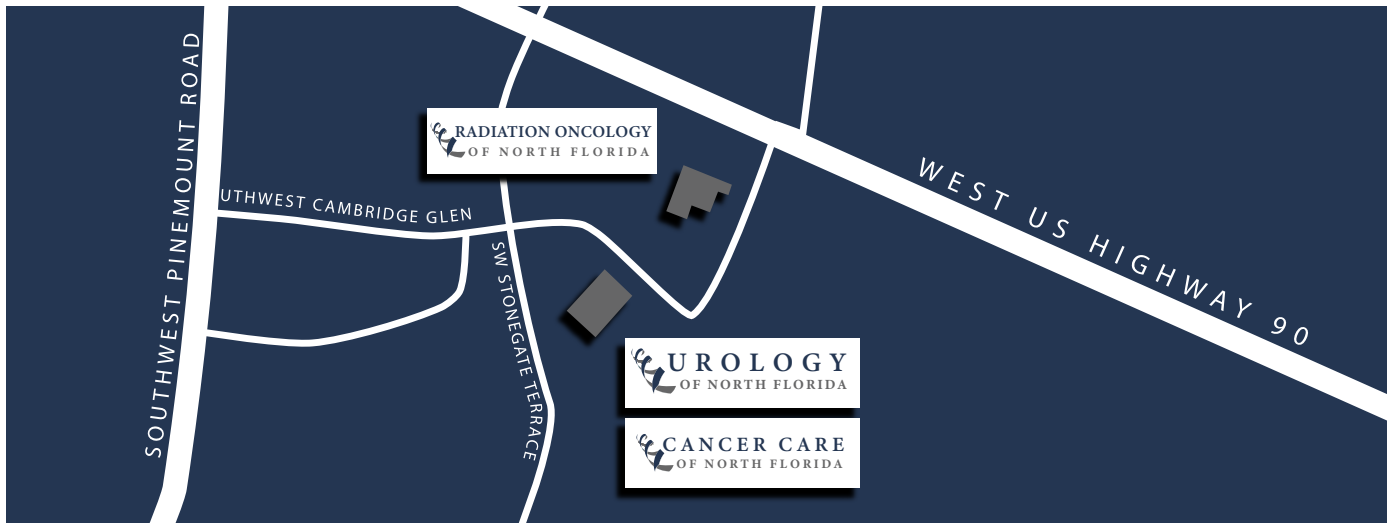 SOUTHWEST PINEMOUNT ROAD
UTHWEST CAMBRIDGE GLEN
RADIATION ONCOLOGY
OF NORTH FLORIDA
WEST US HIGHWAY 90
SW STONEGATE TERRACE
UROLOGY
OF NORTH FLORIDA
CANCER CARE
OF NORTH FLORIDA